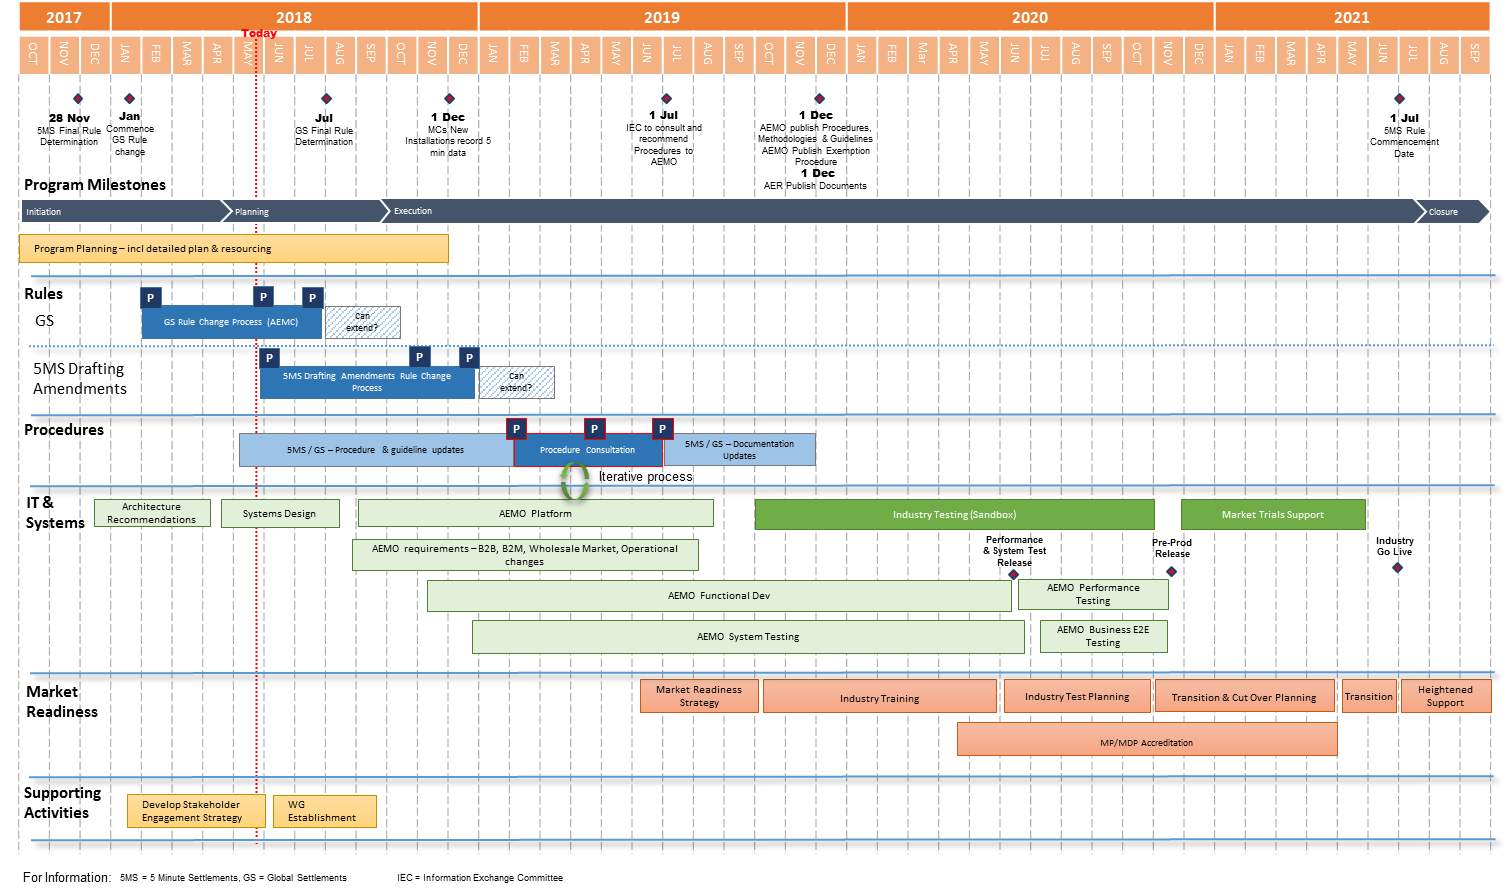 2017 2018 2019 2020 2021
Today
OCT NOV DEC JAN FEB MAR APR MAY JUN JUL AUG SEP OCT NOV DEC JAN FEB MAR APR MAY JUN JUL AUG SEP OCT NOV DEC JAN FEB Mar APR MAY JUN JUJ AUG SEP OCT NOV DEC JAN FEB MAR APR MAY JUN JUL AUG SEP
28 Nov
5MS Final Rule
Determination
Jan
Commence
GS Rule
change
Jul
GS Final Rule
Determination
1 Dec
MCs New
Installations record 5
min data
1 Jul
IEC to consult and
recommend
Procedures to
AEMO
1 Dec
AEMO publish Procedures,
Methodologies & Guidelines
AEMO Publish Exemption
Procedure
1 Dec
AER Publish Documents
1 Jul
5MS Rule
Commencement
Date
Program Milestones
Initiation
Planning
Execution
Closure
Program Planning – incl detailed plan & resourcing
Rules
GS
P P P
GS Rule Change Process (AEMC)
Can
extend?
5MS Drafting
Amendments
P P P
5MS Drafting Amendments Rule Change
Process
Can
extend?
Procedures
P P P
5MS / GS – Procedure & guideline updates
Procedure Consultation
5MS / GS – Documentation
Updates
Iterative process
IT &
Systems
Architecture
Recommendations
Systems Design
AEMO Platform
Industry Testing (Sandbox)
Market Trials Support
AEMO requirements – B2B, B2M, Wholesale Market, Operational
changes
Performance
& System Test
Release
Pre-Prod
Release
Industry
Go Live
AEMO Functional Dev
AEMO Performance
Testing
AEMO System Testing
AEMO Business E2E
Testing
Market
Readiness
Market Readiness
Strategy
Industry Training
Industry Test Planning
Transition & Cut Over Planning
Transition
Heightened
Support
MP/MDP Accreditation
Supporting
Activities
Develop Stakeholder
Engagement Strategy
WG
Establishment
For Information: 5MS = 5 Minute Settlements, GS = Global Settlements IEC = Information Exchange Committee